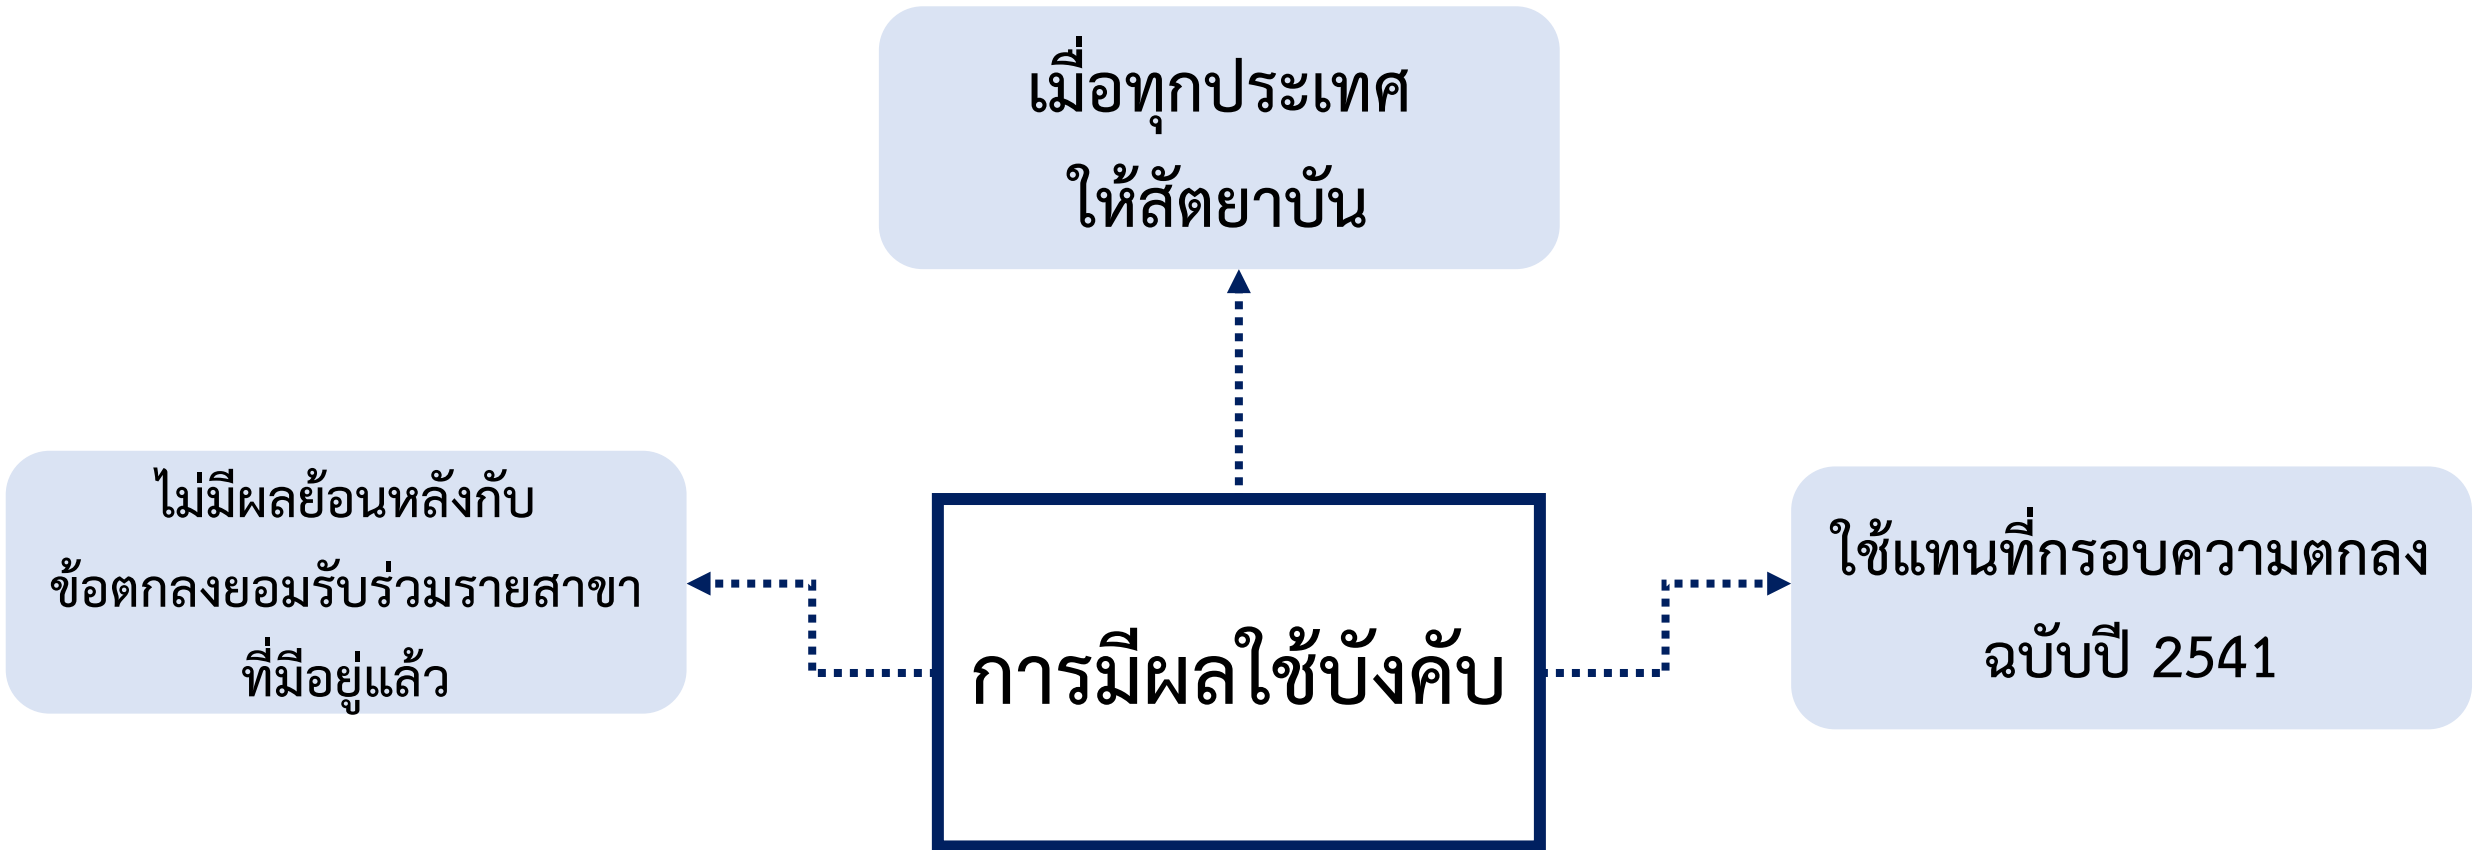 เมื่อทุกประเทศ
ให้สัตยาบัน
ไม่มีผลย้อนหลังกับ
ข้อตกลงยอมรับร่วมรายสาขา
ที่มีอยู่แล้ว
การมีผลใช้บังคับ
ใช้แทนที่กรอบความตกลง
ฉบับปี 2541